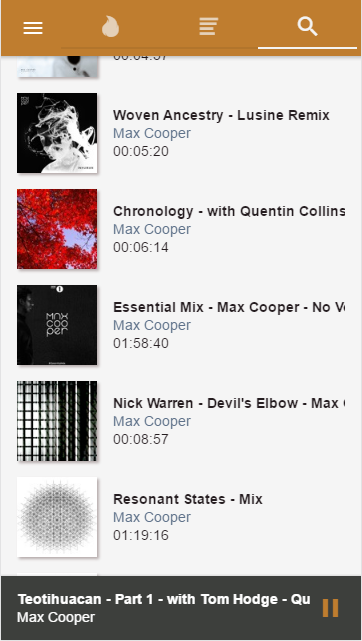 00:04:57
Woven Ancestry - Lusine Remix
Max Cooper
00:05:20
Chronology - with Quentin Collins
Max Cooper
00:06:14
MAX
COO
PER
Essential Mix - Max Cooper - No V
Max Cooper
01:58:40
Nick Warren - Devil's Elbow - Max
Max Cooper
00:08:57
Resonant States - Mix
Max Cooper
01:19:16
Teotihuacan - Part 1 - with Tom Hodge - Qu
Max Cooper